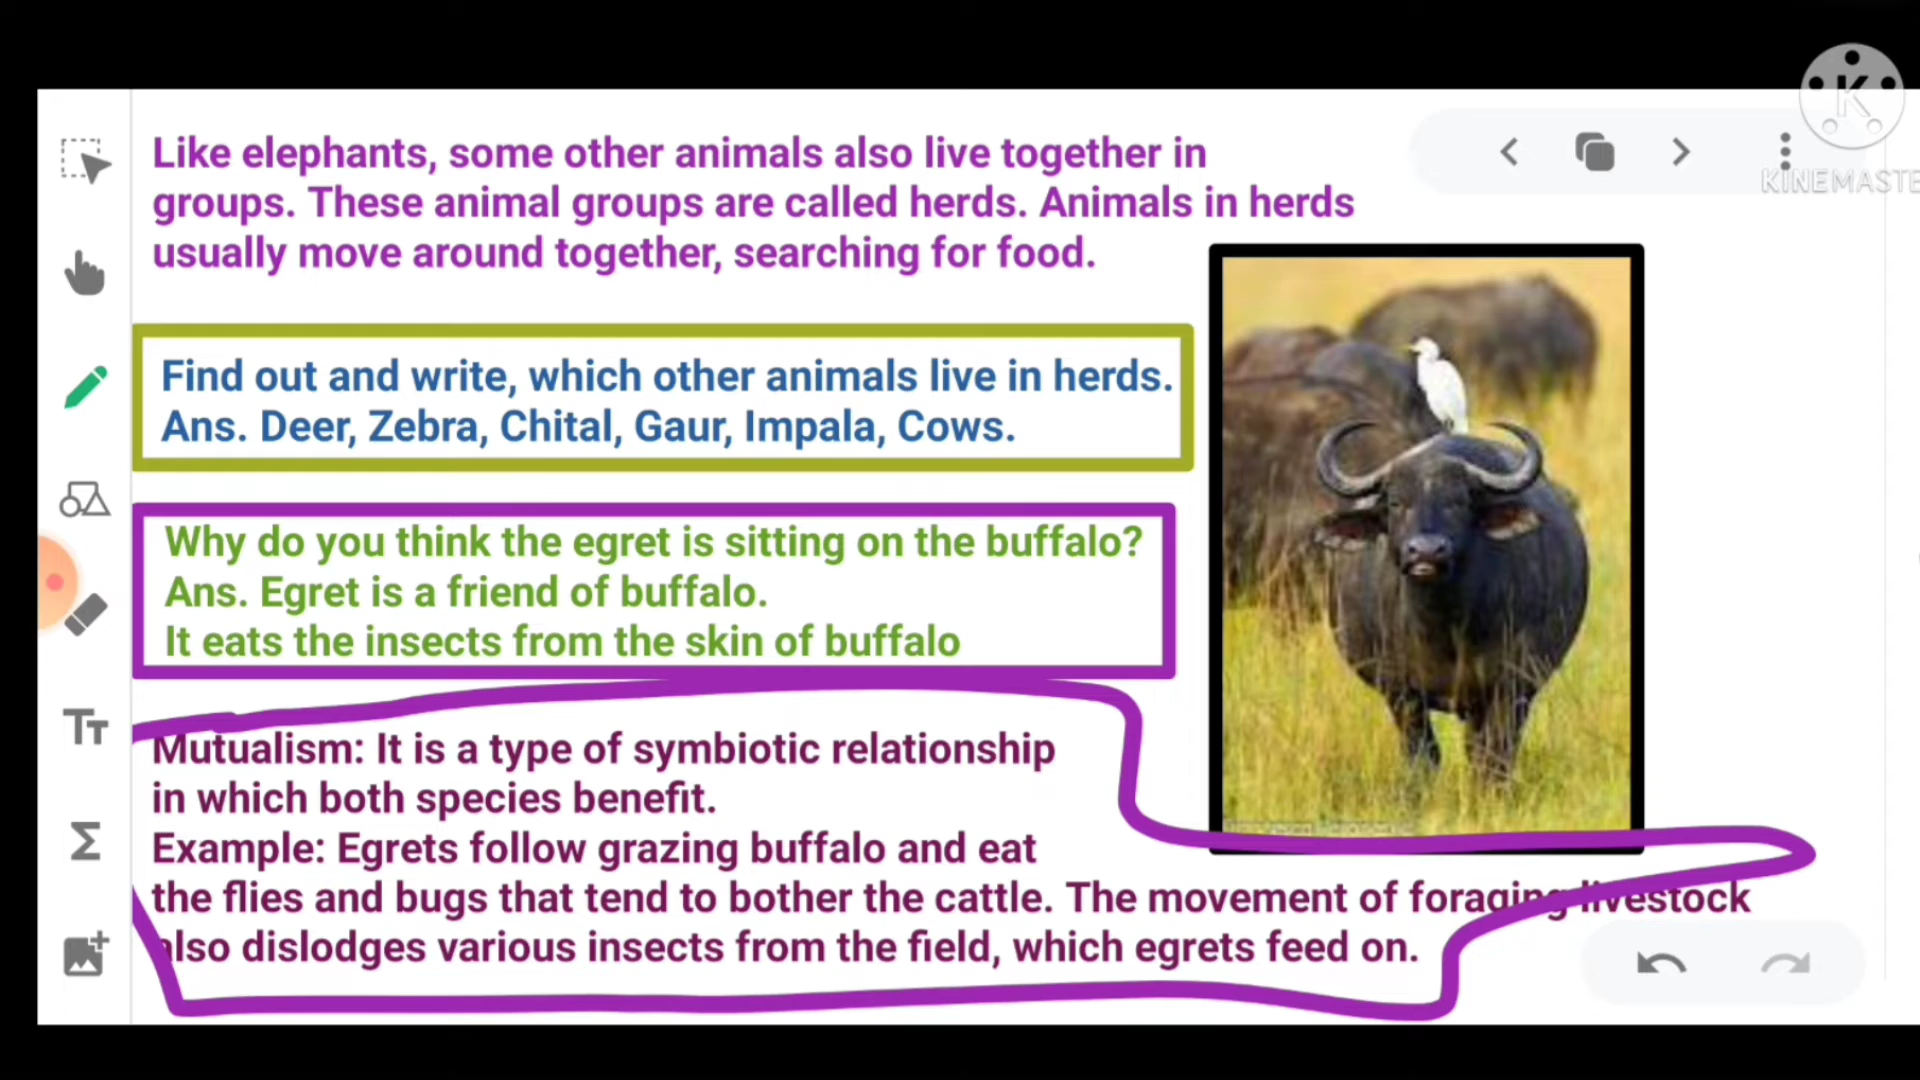 Like elephants, some other animals also live together in
groups. These animal groups are called herds. Animals in herds
usually move around together, searching for food.
Find out and write, which other animals live in herds.
Ans. Deer, Zebra, Chital, Gaur, Impala, Cows.
Why do you think the egret is sitting on the buffalo?
Ans. Egret is a friend of buffalo.
It eats the insects from the skin of buffalo
Mutualism: It is a type of symbiotic relationship
in which both species benefit.
Example: Egrets follow grazing buffalo and eat
the flies and bugs that tend to bother the cattle. The movement of foraging livestock
also dislodges various insects from the field, which egrets feed on.
K
KINEMASTE
Tт
Σ